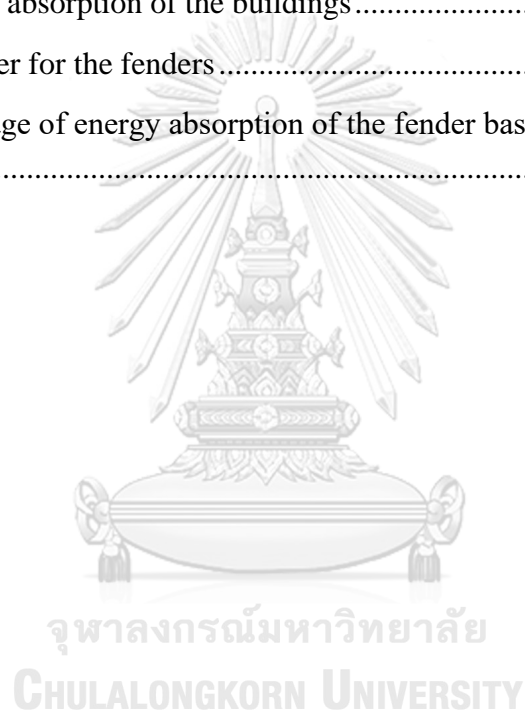 absorption of the buildings.......................
er for the fenders...............................................
ge of energy absorption of the fender bas
...............................................................................
จุฬาลงกรณ์มหาวิทยาลัย
CHULALONGKORN UNIVERSITY